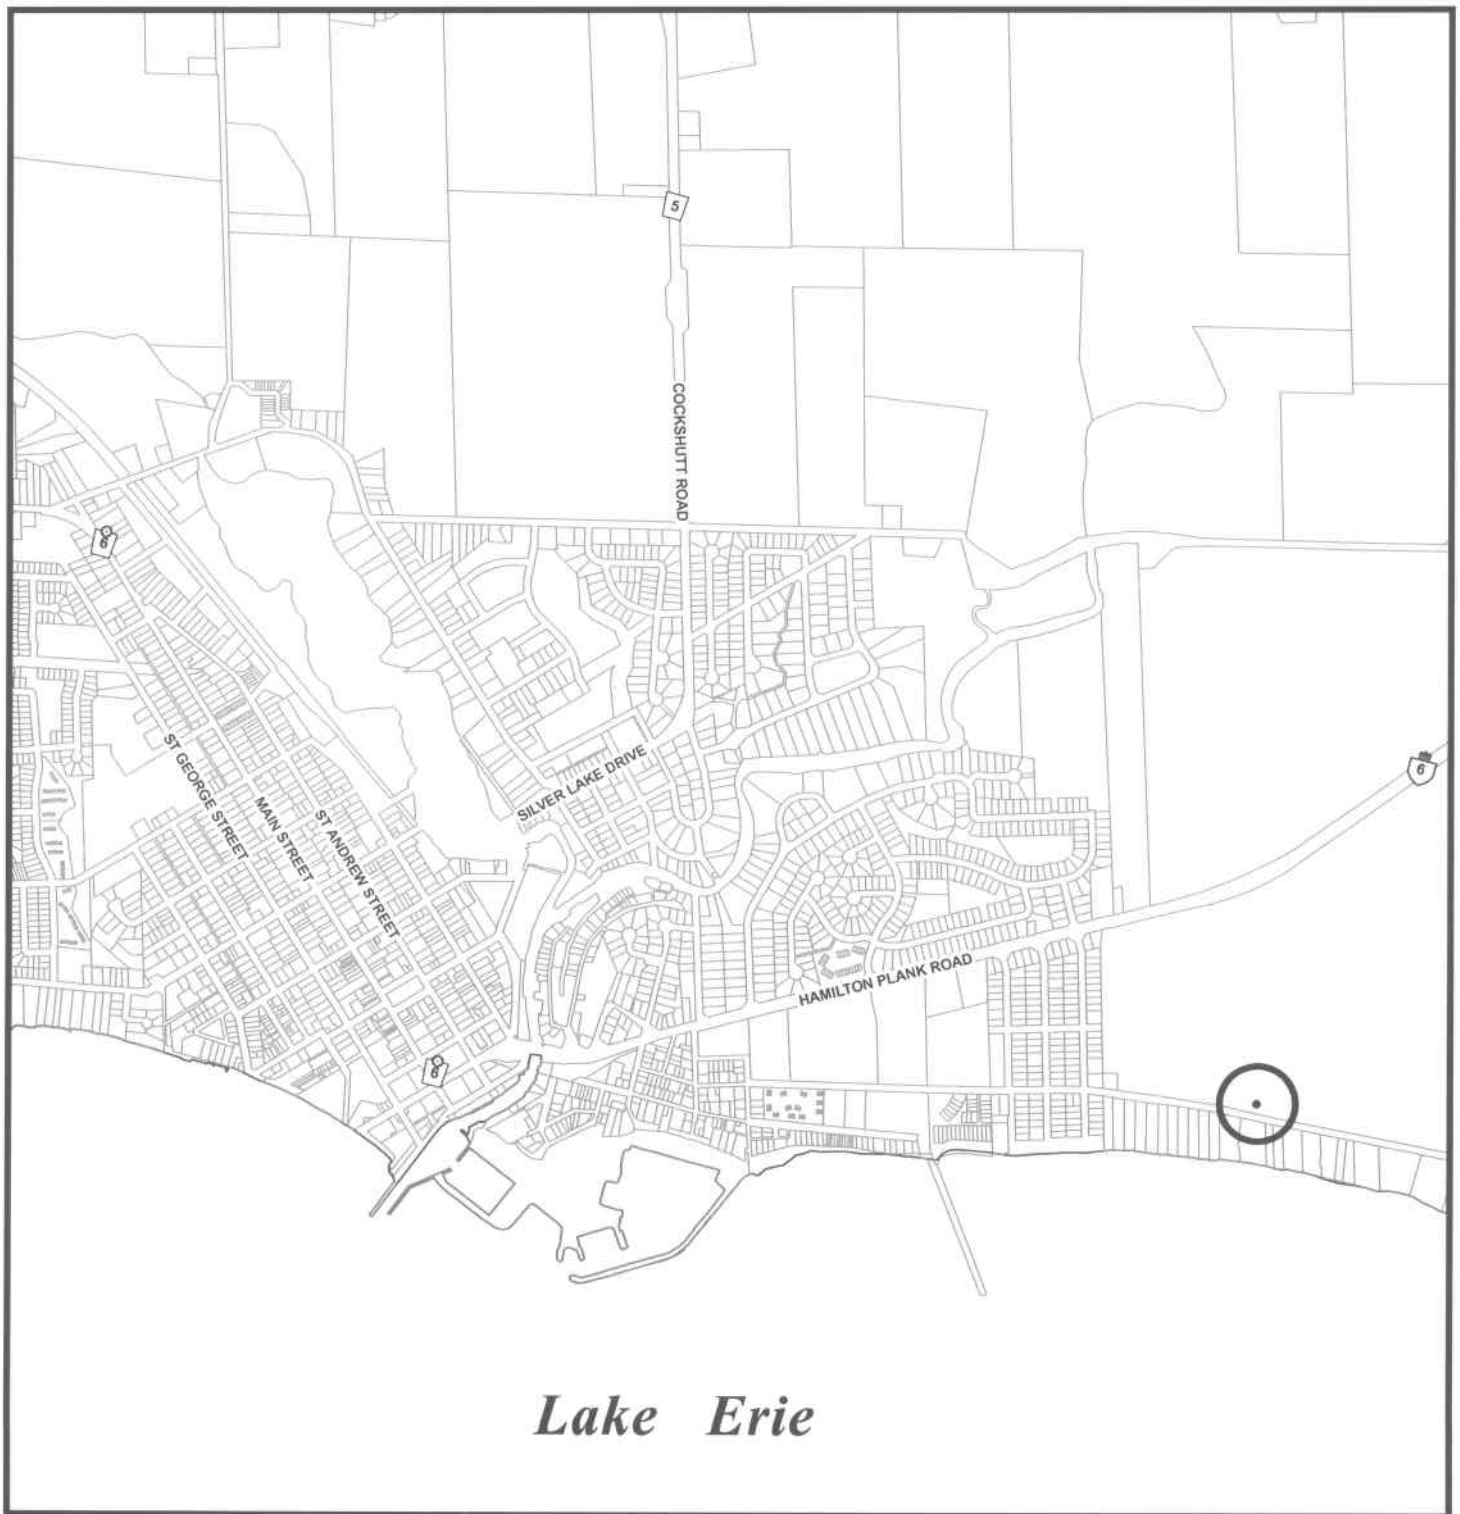 5
COCKSHUTT ROAD
6
SILVER LAKE DRIVE
ST GEORGE STREET
MAIN STREET
ST ANDREW STREET
6
HAMILTON PLANK ROAD
6
Lake Erie